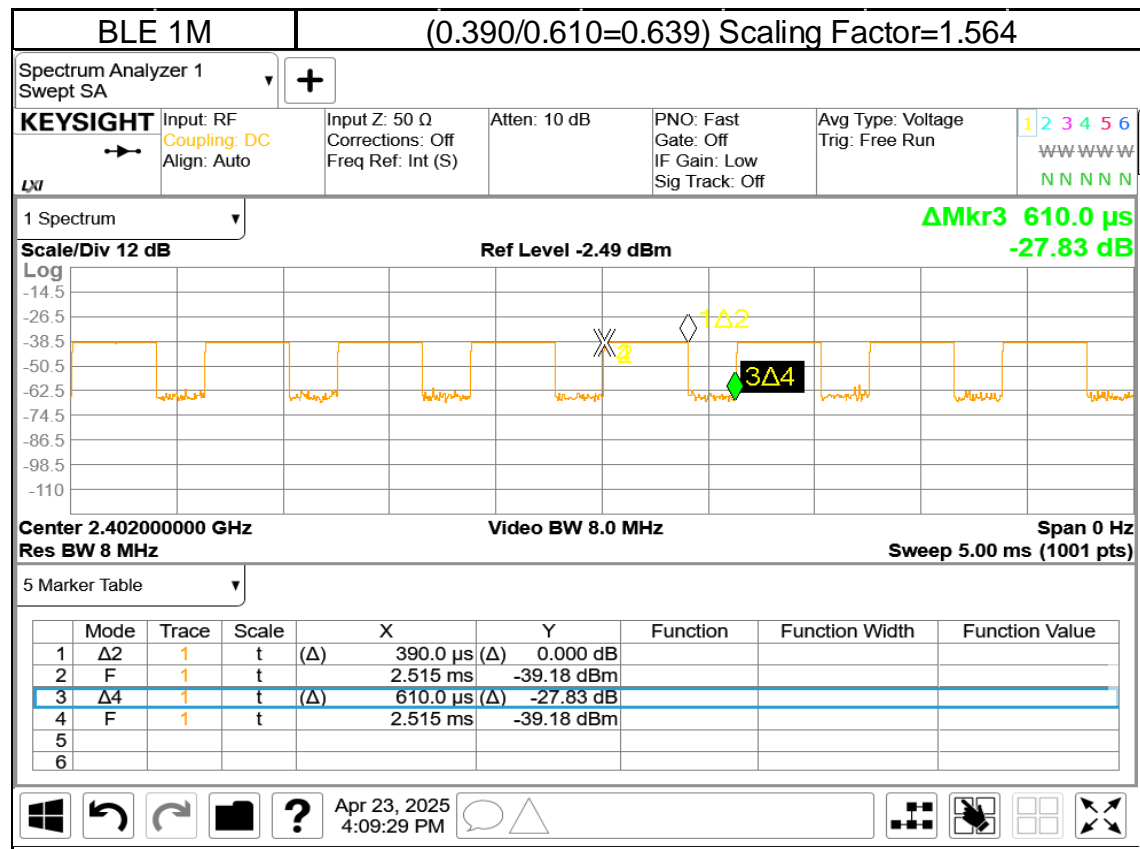 BLE 1M (0.390/0.610=0.639) Scaling Factor=1.564
Spectrum Analyzer 1
Swept SA
KEYSIGHT Input: RF Input Z: 50 Ω Atten: 10 dB PNO: Fast Avg Type: Voltage 1 2 3 4 5 6
Coupling: DC Corrections: Off Gate: Off Trig: Free Run
Align: Auto Freq Ref: Int (S) IF Gain: Low W W W W W
LXI Sig Track: Off N N N N N
1 Spectrum ΔMkr3 610.0 µs
Scale/Div 12 dB Ref Level -2.49 dBm -27.83 dB
Log
-14.5
-26.5 1Δ2
-38.5
-50.5 3Δ4
-62.5
-74.5
-86.5
-98.5
-110
Center 2.402000000 GHz Video BW 8.0 MHz Span 0 Hz
Res BW 8 MHz Sweep 5.00 ms (1001 pts)
5 Marker Table
Mode Trace Scale X Y Function Function Width Function Value
1 Δ2 1 t (Δ) 390.0 µs (Δ) 0.000 dB
2 F 1 t 2.515 ms -39.18 dBm
3 Δ4 1 t (Δ) 610.0 µs (Δ) -27.83 dB
4 F 1 t 2.515 ms -39.18 dBm
5
6
Apr 23, 2025
4:09:29 PM